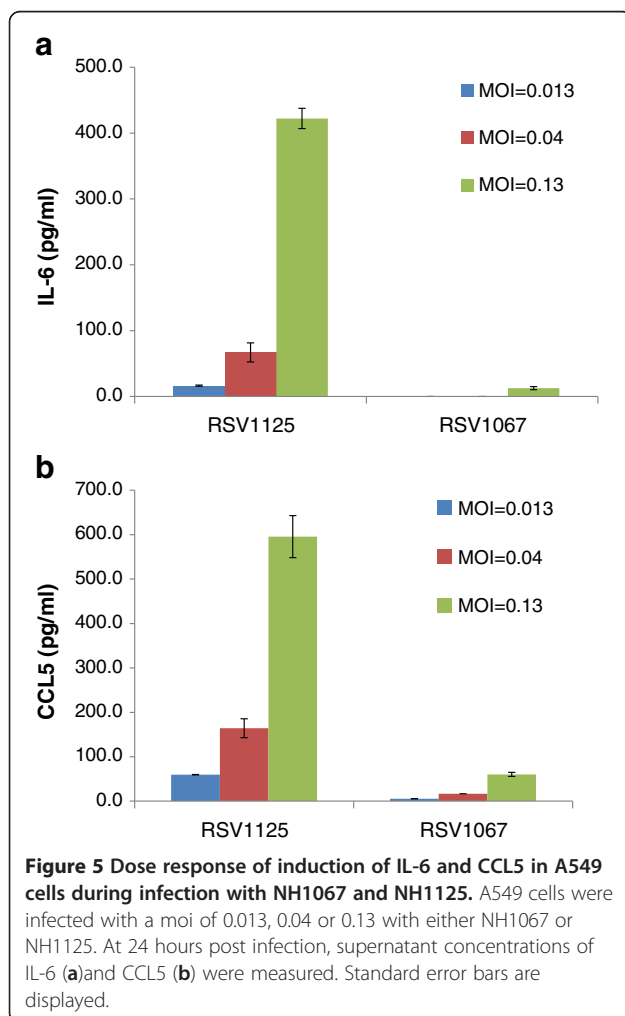 a
500.0
400.0
300.0
200.0
100.0
0.0
IL-6 (pg/ml)
MOI=0.013
MOI=0.04
MOI=0.13
RSV1125
RSV1067
b
700.0
600.0
500.0
400.0
300.0
200.0
100.0
0.0
CCL5 (pg/ml)
MOI=0.013
MOI=0.04
MOI=0.13
RSV1125
RSV1067
Figure 5 Dose response of induction of IL-6 and CCL5 in A549
cells during infection with NH1067 and NH1125. A549 cells were
infected with a moi of 0.013, 0.04 or 0.13 with either NH1067 or
NH1125. At 24 hours post infection, supernatant concentrations of
IL-6 (a)and CCL5 (b) were measured. Standard error bars are
displayed.